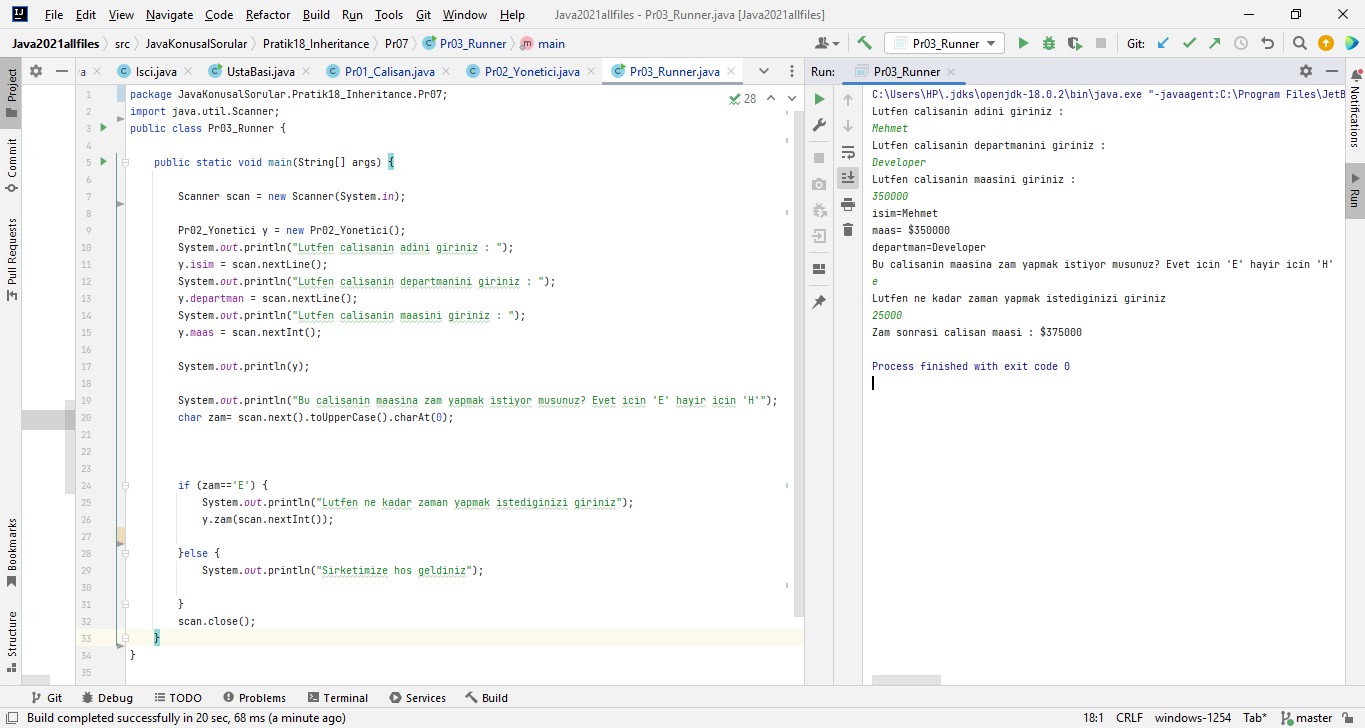 File Edit View Navigate Code Refactor Build Run Tools Git Window Help Java2021allfiles - Pr03_Runner.java [Java2021allfiles]
Java2021allfiles src JavaKonusalSorular Pratik18_Inheritance Pr07 Pr03_Runner main Pr03_Runner Git:
a Isci.java UstaBasi.java Pr01_Calisan.java Pr02_Yonetici.java Pr03_Runner.java Run: Pr03_Runner
Project
Commit
Pull Requests
Bookmarks
Structure
28
1 package JavaKonusalSorular.Pratik18_Inheritance.Pr07;
2 import java.util.Scanner;
3 public class Pr03_Runner {
4
5 public static void main(String[] args) {
6
7 Scanner scan = new Scanner(System.in);
8
9 Pr02_Yonetici y = new Pr02_Yonetici();
10 System.out.println("Lutfen calisanin adini giriniz : ");
11 y.isim = scan.nextLine();
12 System.out.println("Lutfen calisanin departmanini giriniz : ");
13 y.departman = scan.nextLine();
14 System.out.println("Lutfen calisanin maasini giriniz : ");
15 y.maas = scan.nextInt();
16
17 System.out.println(y);
18
19 System.out.println("Bu calisanin maasina zam yapmak istiyor musunuz? Evet icin 'E' hayir icin 'H'");
20 char zam= scan.next().toUpperCase().charAt(0);
21
22
23
24 if (zam=='E') {
25 System.out.println("Lutfen ne kadar zaman yapmak istediginizi giriniz");
26 y.zam(scan.nextInt());
27
28 }else {
29 System.out.println("Sirketimize hos geldiniz");
30
31 }
32 scan.close();
33 }
34 }
35
C:\Users\HP\.jdks\openjdk-18.0.2\bin\java.exe "-javaagent:C:\Program Files\JetB
Lutfen calisanin adini giriniz :
Mehmet
Lutfen calisanin departmanini giriniz :
Developer
Lutfen calisanin maasini giriniz :
350000
isim=Mehmet
maas= $350000
departman=Developer
Bu calisanin maasina zam yapmak istiyor musunuz? Evet icin 'E' hayir icin 'H'
e
Lutfen ne kadar zaman yapmak istediginizi giriniz
25000
Zam sonrasi calisan maasi : $375000
Process finished with exit code 0
Notifications
Run
Git Debug TODO Problems Terminal Services Build
Build completed successfully in 20 sec, 68 ms (a minute ago) 18:1 CRLF windows-1254 Tab* master